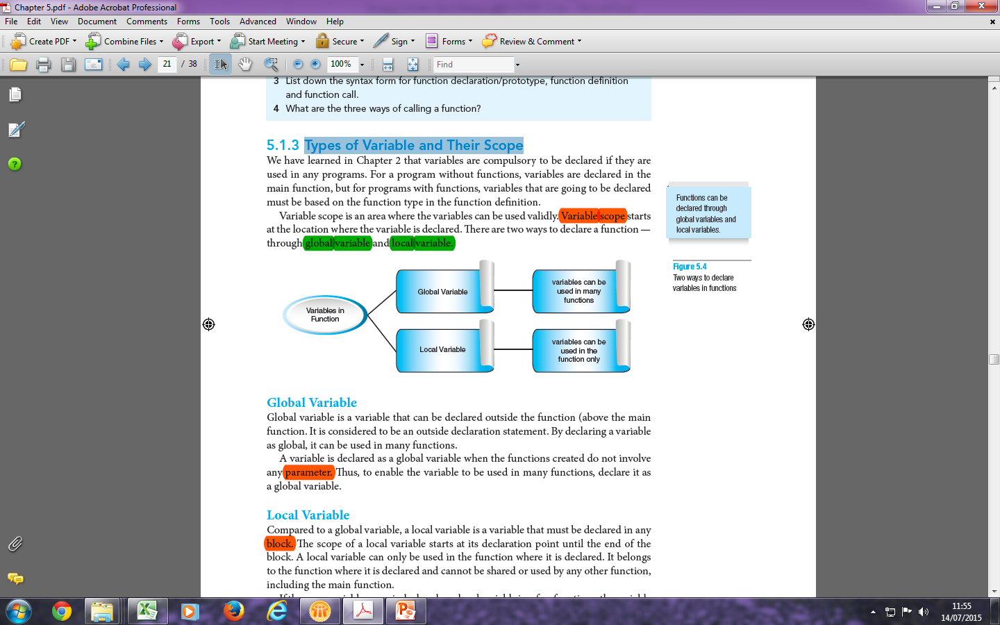 Chapter 5.pdf - Adobe Acrobat Professional
File Edit View Document Comments Forms Tools Advanced Window Help
Create PDF Combine Files Export Start Meeting Secure Sign Forms Review & Comment
21 / 38 100% Find
3 List down the syntax form for function declaration/prototype, function definition
and function call.
4 What are the three ways of calling a function?
5.1.3 Types of Variable and Their Scope
We have learned in Chapter 2 that variables are compulsory to be declared if they are
used in any programs. For a program without functions, variables are declared in the
main function, but for programs with functions, variables that are going to be declared
must be based on the function type in the function definition.
Variable scope is an area where the variables can be used validly. Variable scope starts
at the location where the variable is declared. There are two ways to declare a function —
through global variable and local variable.
Functions can be
declared through
global variables and
local variables.
Figure 5.4
Two ways to declare
variables in functions
Variables in
Function
Global Variable
variables can be
used in many
functions
Local Variable
variables can be
used in the
function only
Global Variable
Global variable is a variable that can be declared outside the function (above the main
function. It is considered to be an outside declaration statement. By declaring a variable
as global, it can be used in many functions.
A variable is declared as a global variable when the functions created do not involve
any parameter. Thus, to enable the variable to be used in many functions, declare it as
a global variable.
Local Variable
Compared to a global variable, a local variable is a variable that must be declared in any
block. The scope of a local variable starts at its declaration point until the end of the
block. A local variable can only be used in the function where it is declared. It belongs
to the function where it is declared and cannot be shared or used by any other function,
including the main function.
11:55
14/07/2015